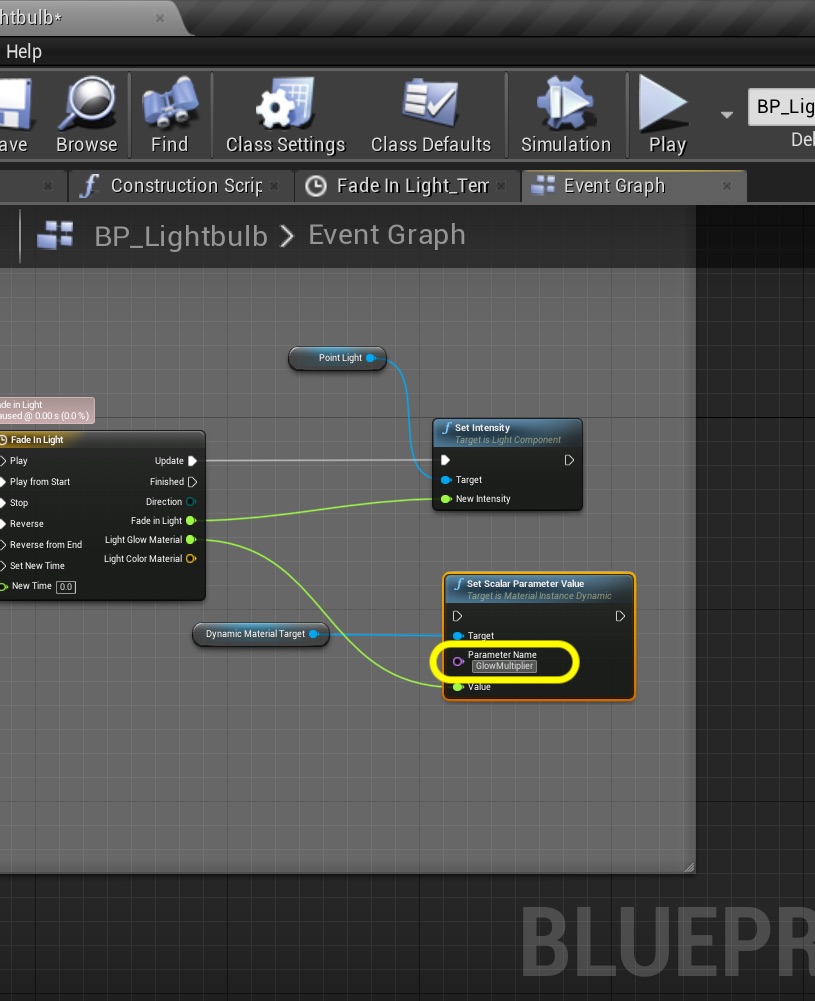 htbulb*
Help
ave
Browse
Find
Class Settings
Class Defaults
Simulation
Play
BP_Lig
Del
Construction Scrip
Fade In Light_Tem
Event Graph
BP_Lightbulb > Event Graph
Point Light
ade in Light
aused @ 0.00 s (0.0 %)
Fade In Light
Play
Update
Play from Start
Finished
Stop
Direction
Reverse
Fade in Light
Reverse from End
Light Glow Material
Set New Time
Light Color Material
New Time 0.0
Set Intensity
Target is Light Component
Target
New Intensity
Dynamic Material Target
Set Scalar Parameter Value
Target is Material Instance Dynamic
Target
Parameter Name
GlowMultiplier
Value
BLUEPR